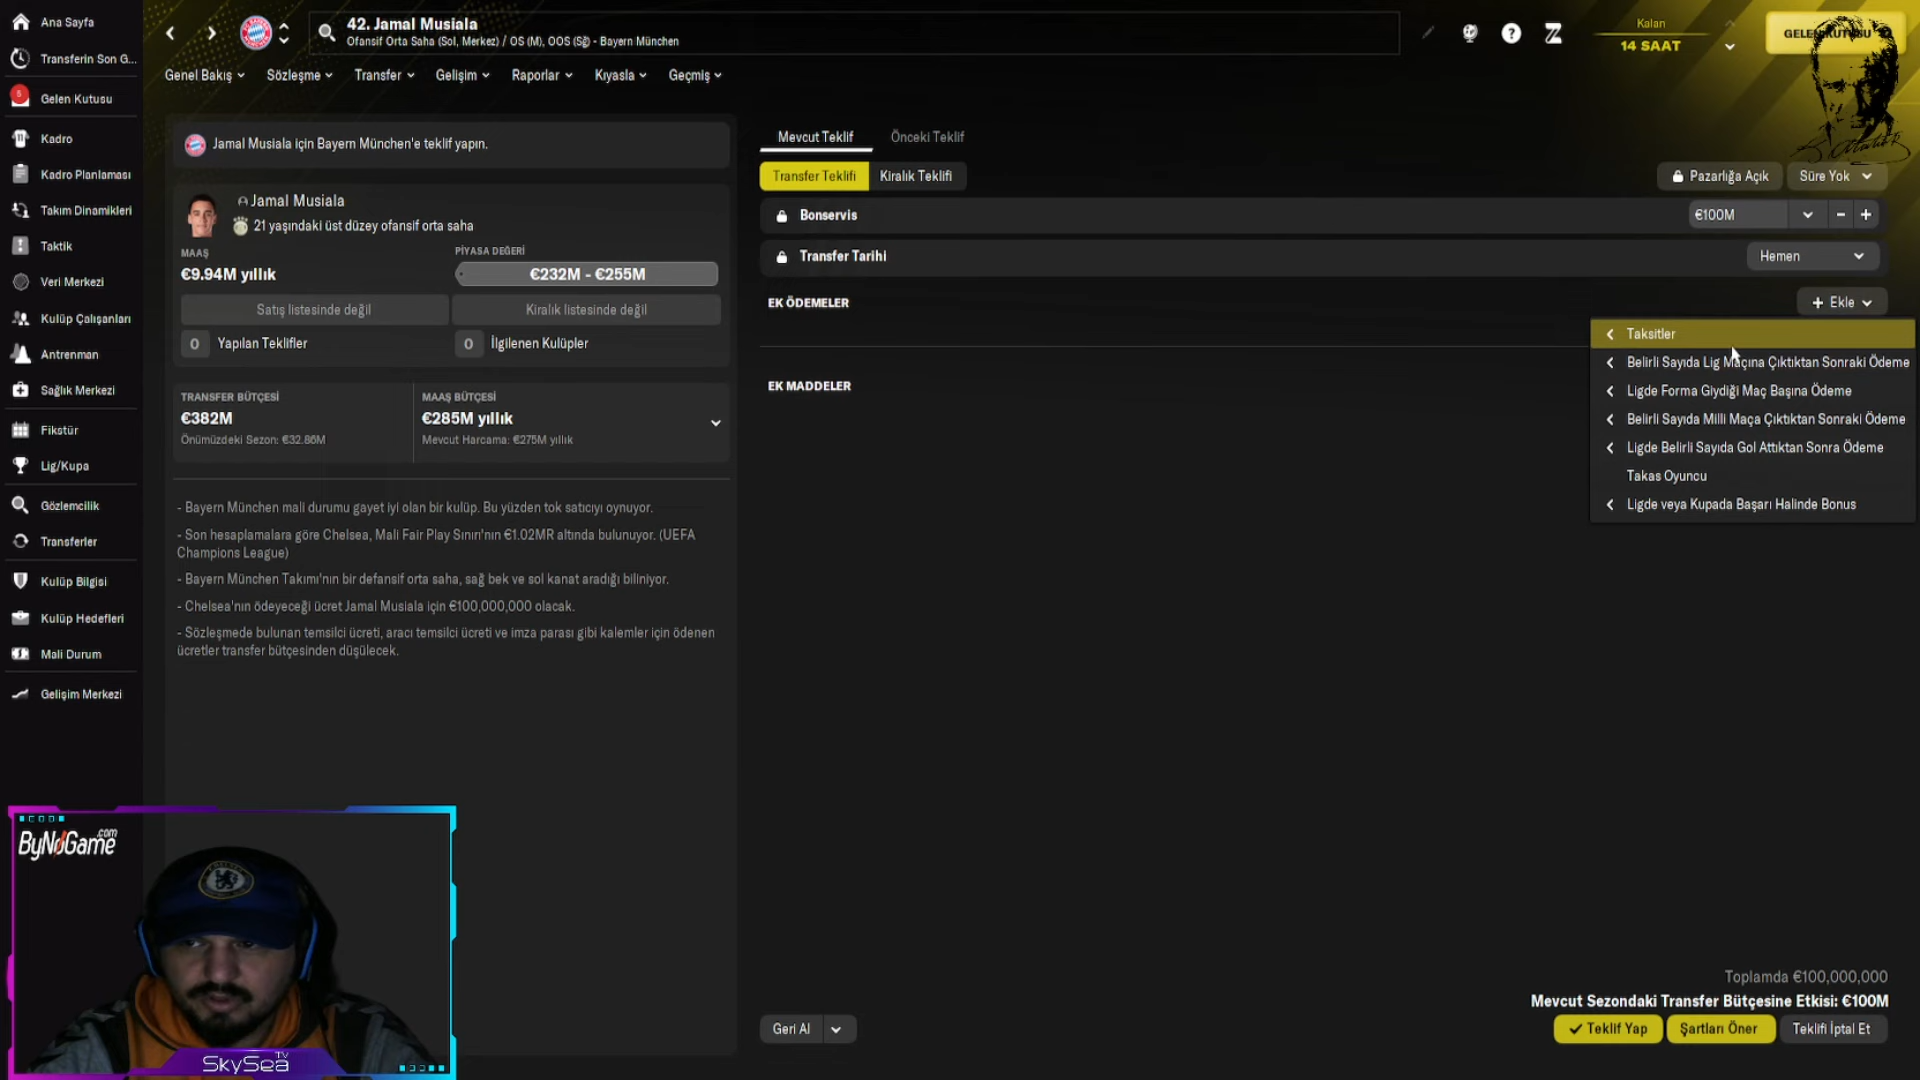 Ana Sayfa
Transferin Son G...
5
Gelen Kutusu
Kadro
Kadro Planlaması
Takım Dinamikleri
Taktik
Veri Merkezi
Kulüp Çalışanları
Antrenman
Sağlık Merkezi
Fikstür
Lig/Kupa
Gözlemcilik
Transferler
Kulüp Bilgisi
Kulüp Hedefleri
Mali Durum
Gelişim Merkezi
42. Jamal Musiala
Ofansif Orta Saha (Sol, Merkez) / OS (M), OOS (Sğ) - Bayern München
Kalan
14 SAAT
GELEN KUTUSU
Genel Bakış
Sözleşme
Transfer
Gelişim
Raporlar
Kıyasla
Geçmiş
Jamal Musiala için Bayern München'e teklif yapın.
Jamal Musiala
21 yaşındaki üst düzey ofansif orta saha
MAAŞ
€9.94M yıllık
PİYASA DEĞERİ
€232M - €255M
Satış listesinde değil
Kiralık listesinde değil
0 Yapılan Teklifler
0 İlgilenen Kulüpler
TRANSFER BÜTÇESİ
€382M
Önümüzdeki Sezon: €32.86M
MAAŞ BÜTÇESİ
€285M yıllık
Mevcut Harcama: €275M yıllık
- Bayern München mali durumu gayet iyi olan bir kulüp. Bu yüzden tok satıcıyı oynuyor.
- Son hesaplamalara göre Chelsea, Mali Fair Play Sınırı'nın €1.02MR altında bulunuyor. (UEFA
Champions League)
- Bayern München Takımı'nın bir defansif orta saha, sağ bek ve sol kanat aradığı biliniyor.
- Chelsea'nın ödeyeceği ücret Jamal Musiala için €100,000,000 olacak.
- Sözleşmede bulunan temsilci ücreti, aracı temsilci ücreti ve imza parası gibi kalemler için ödenen
ücretler transfer bütçesinden düşülecek.
Mevcut Teklif
Önceki Teklif
Transfer Teklifi
Kiralık Teklifi
Pazarlığa Açık
Süre Yok
Bonservis
€100M
Transfer Tarihi
Hemen
EK ÖDEMELER
+ Ekle
Taksitler
Belirli Sayıda Lig Maçına Çıktıktan Sonraki Ödeme
Ligde Forma Giydiği Maç Başına Ödeme
Belirli Sayıda Milli Maça Çıktıktan Sonraki Ödeme
Ligde Belirli Sayıda Gol Attıktan Sonra Ödeme
Takas Oyuncu
Ligde veya Kupada Başarı Halinde Bonus
EK MADDELER
Toplamda €100,000,000
Mevcut Sezondaki Transfer Bütçesine Etkisi: €100M
Geri Al
Teklif Yap
Şartları Öner
Teklifi İptal Et
ByNoGame.com
SkySea TV